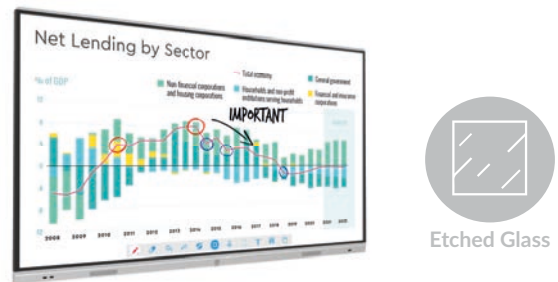 Net Lending by Sector
% of GDP
Total economy
Non financial corporations
and housing corporations
Households and non-profit
institutions serving households
General government
Financial and insurance
corporations
IMPORTANT
2008 2009 2010 2011 2012 2013 2014 2015 2016 2017 2018 2019 2020 2021 2022
Etched Glass